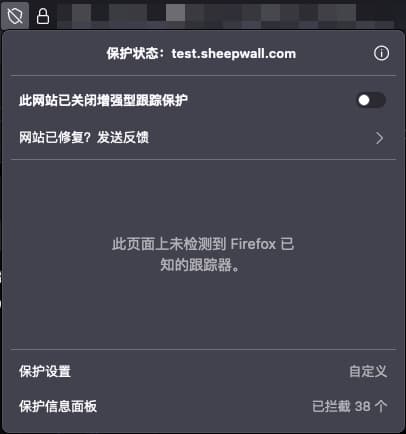 保护状态：test.sheepwall.com
此网站已关闭增强型跟踪保护
网站已修复？发送反馈
此页面上未检测到 Firefox 已
知的跟踪器。
保护设置
自定义
保护信息面板
已拦截 38 个